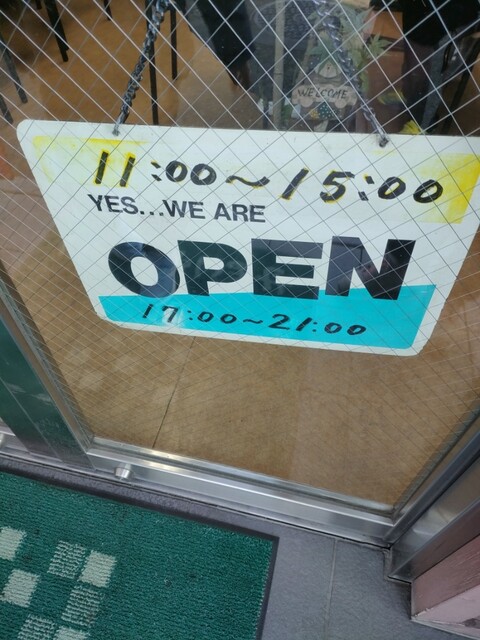 WELCOME
11:00~15:00
YES...WE ARE
OPEN
17:00~21:00